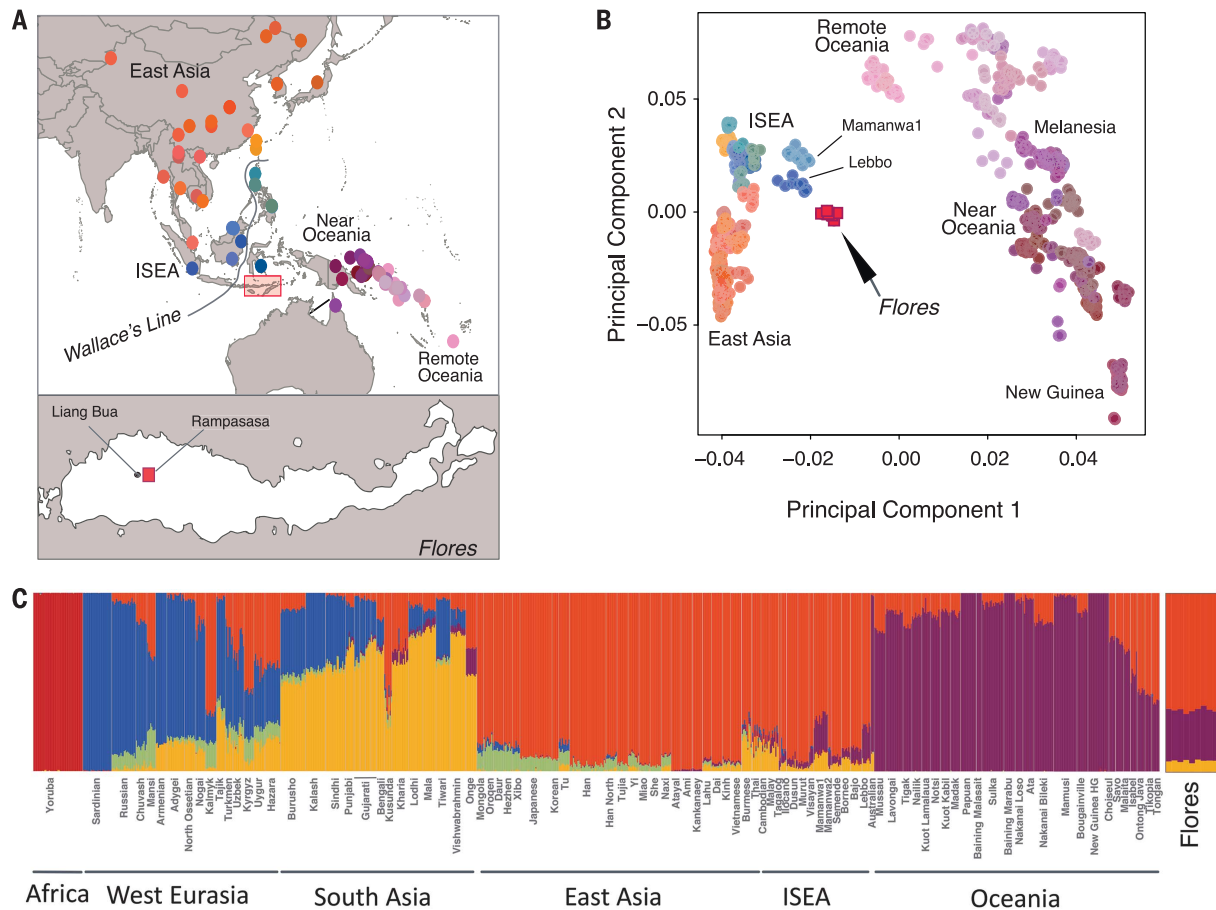 A
East Asia
ISEA
Near
Oceania
Wallace's Line
Remote
Oceania
Liang Bua
Rampasasa
Flores
B
Principal Component 2
0.05
0.00
−0.05
Remote
Oceania
ISEA
Mamanwa1
Lebbo
Melanesia
Near
Oceania
Flores
East Asia
New Guinea
−0.04
−0.02
0.00
0.02
0.04
Principal Component 1
C
Yoruba
Sardinian
Russian
Chuvash
Mansi
Armenian
Adygei
North Ossetian
Nogai
Kalmyk
Tajik
Turkmen
Uzbek
Kyrgyz
Uygur
Hazara
Burusho
Kalash
Sindhi
Punjabi
Gujarati
Bengali
Kusunda
Kharia
Lodhi
Mala
Tiwari
Vishwabrahmin
Onge
Mongola
Oroqen
Daur
Hezhen
Xibo
Japanese
Korean
Tu
Han
Han North
Tujia
Yi
Miao
She
Naxi
Atayal
Ami
Kankanaey
Lahu
Dai
Kinh
Vietnamese
Burmese
Thai
Cambodian
Malay
Tagalog
Ilocano
Dusun
Murut
Visayan
Mamanwa1
Mamanwa2
Semende
Borneo
Bajo
Lebbo
Australian
Mussau
Lavongai
Tigak
Nailik
Kuot Lamalaua
Notsi
Kuot Kabil
Madak
Papuan
Baining Malasait
Sulka
Baining Marabu
Nakanai Loso
Ata
Nakanai Bileki
Mamusi
Bougainville
New Guinea HG
Choiseul
Savo
Malaita
Isabel
Ontong Java
Tikopia
Tongan
Flores
Africa
West Eurasia
South Asia
East Asia
ISEA
Oceania